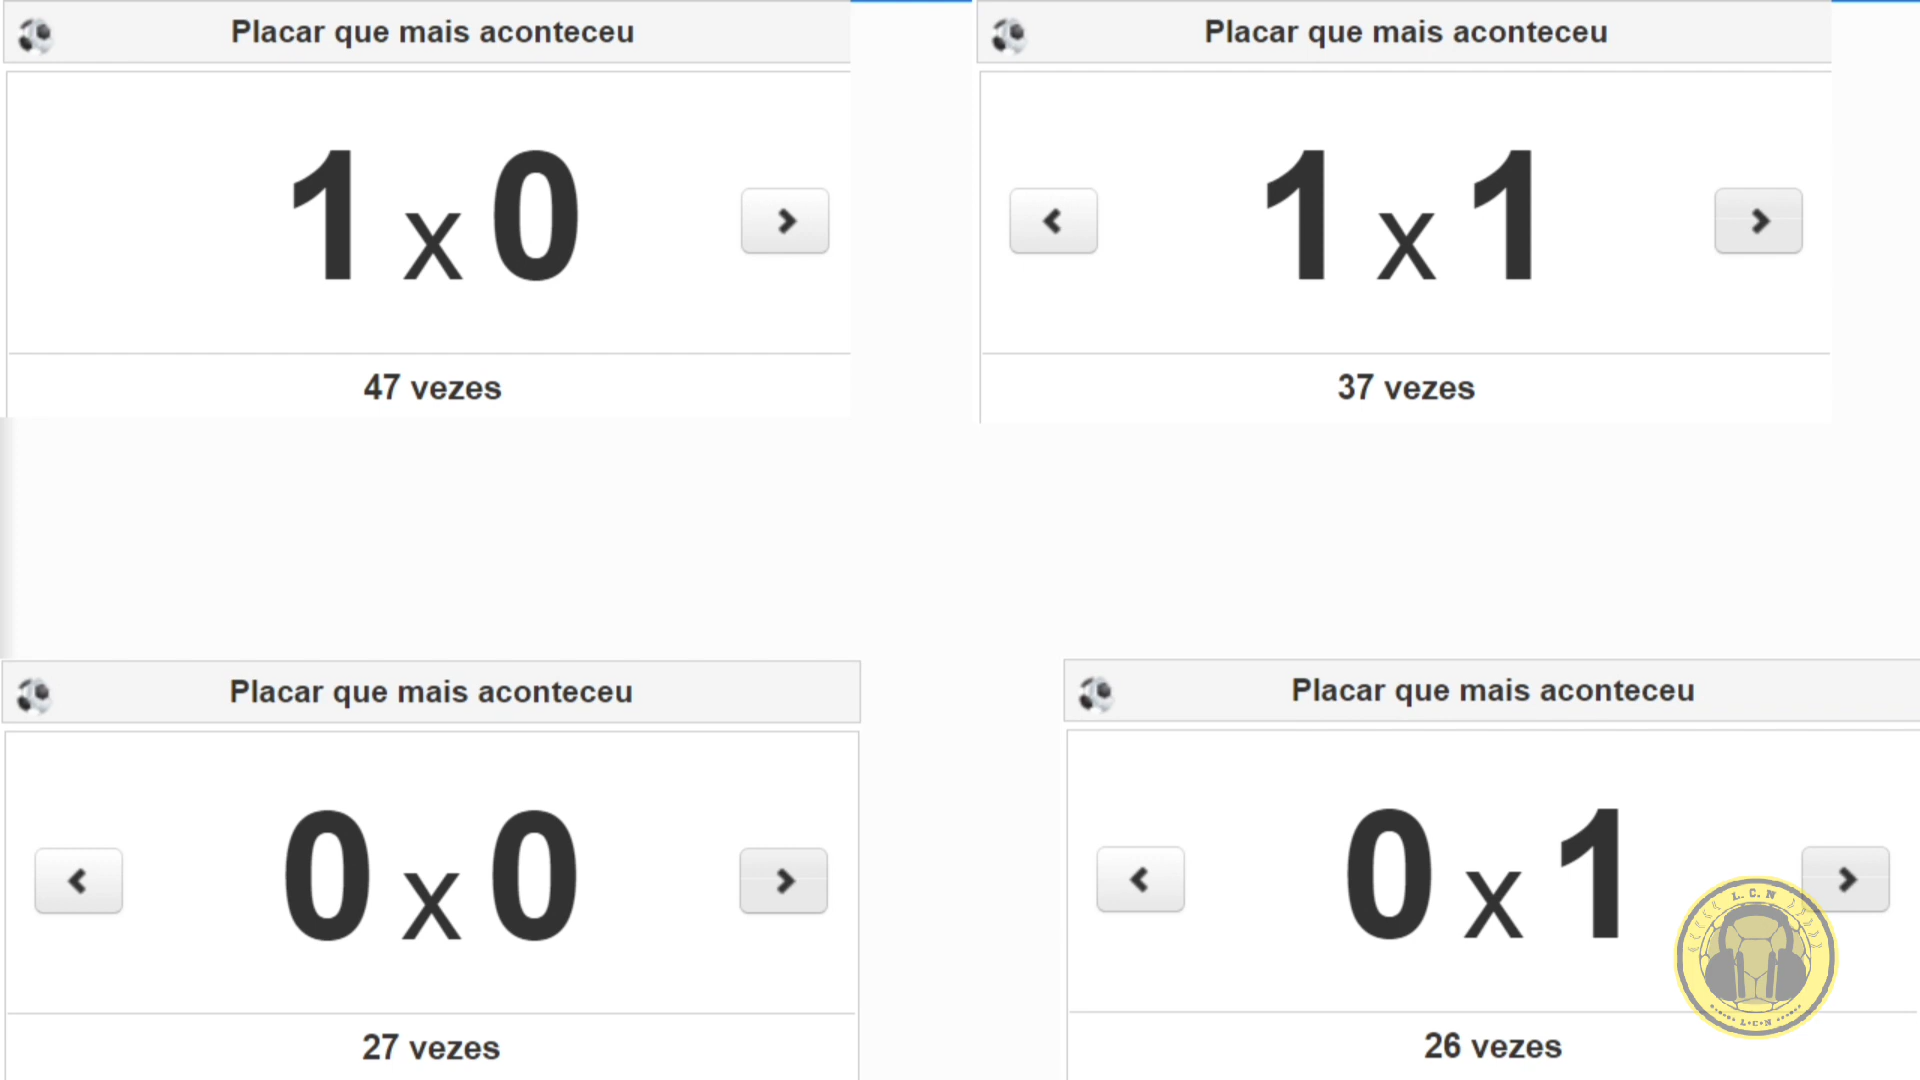 Placar que mais aconteceu
1 x 0
47 vezes
Placar que mais aconteceu
1 x 1
37 vezes
Placar que mais aconteceu
0 x 0
27 vezes
Placar que mais aconteceu
0 x 1
26 vezes
L. C. N
L•C•N